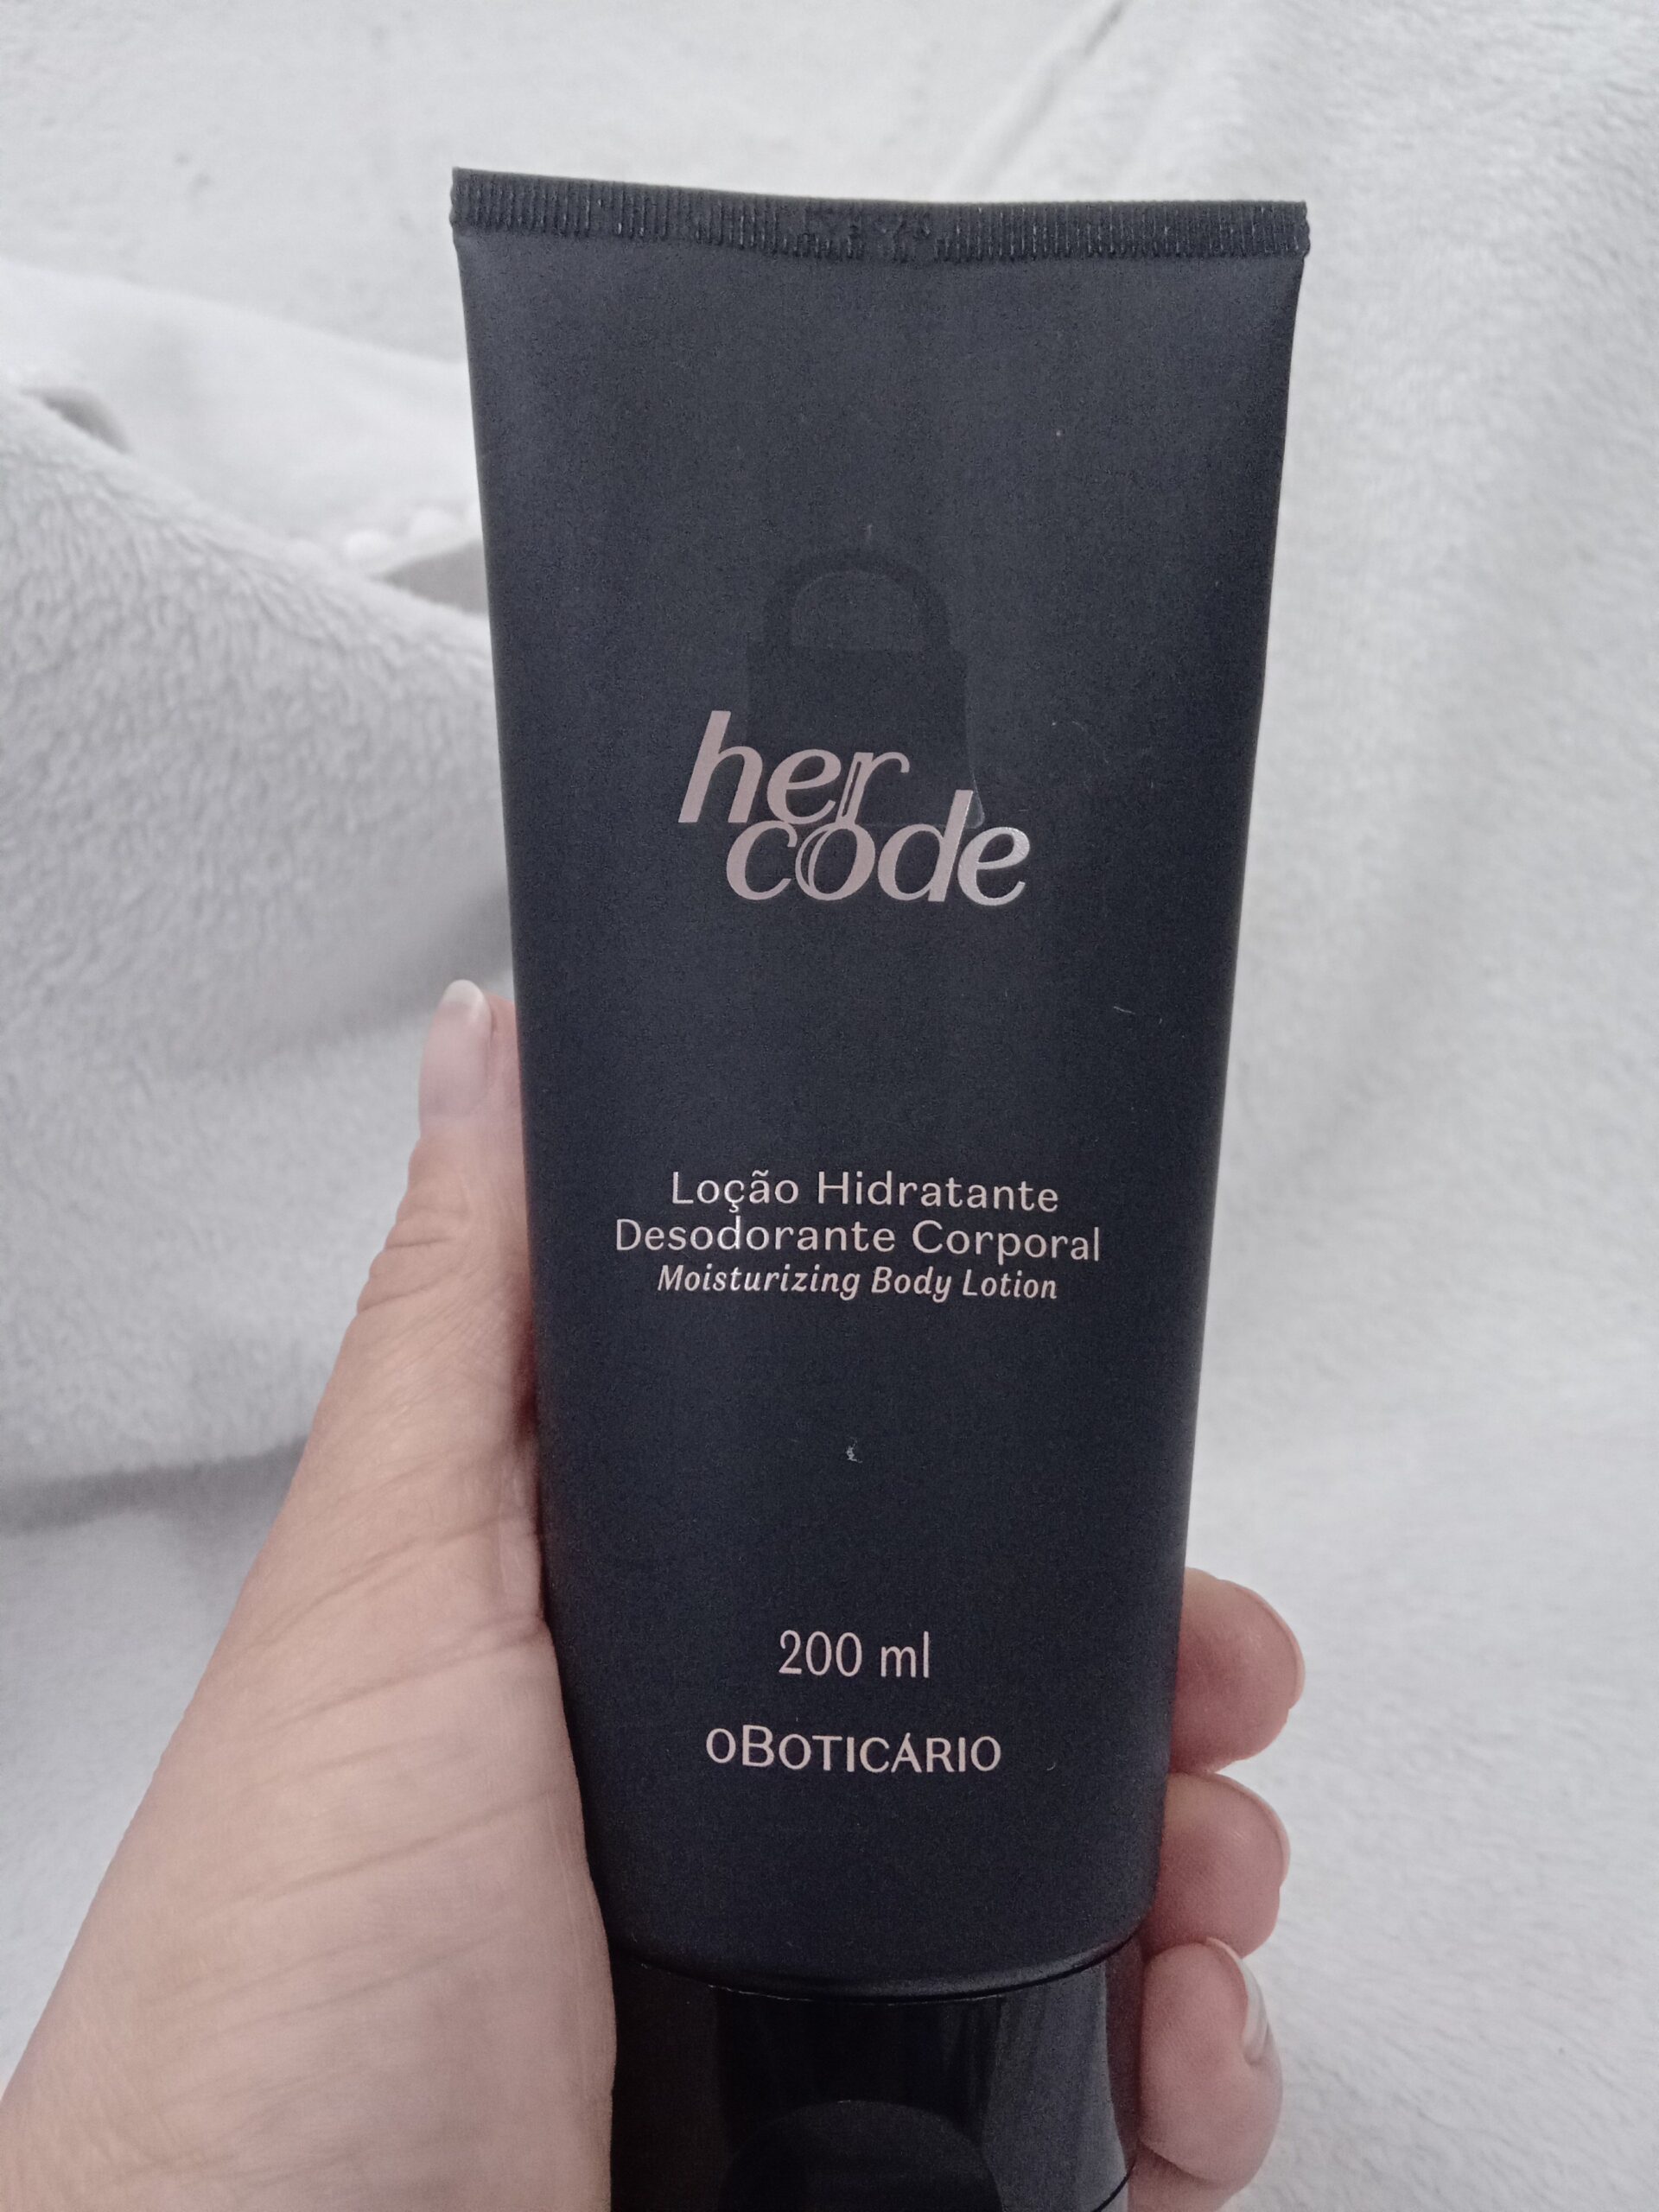 her
code
Loção Hidratante
Desodorante Corporal
Moisturizing Body Lotion
200 ml
oBOTICÁRIO